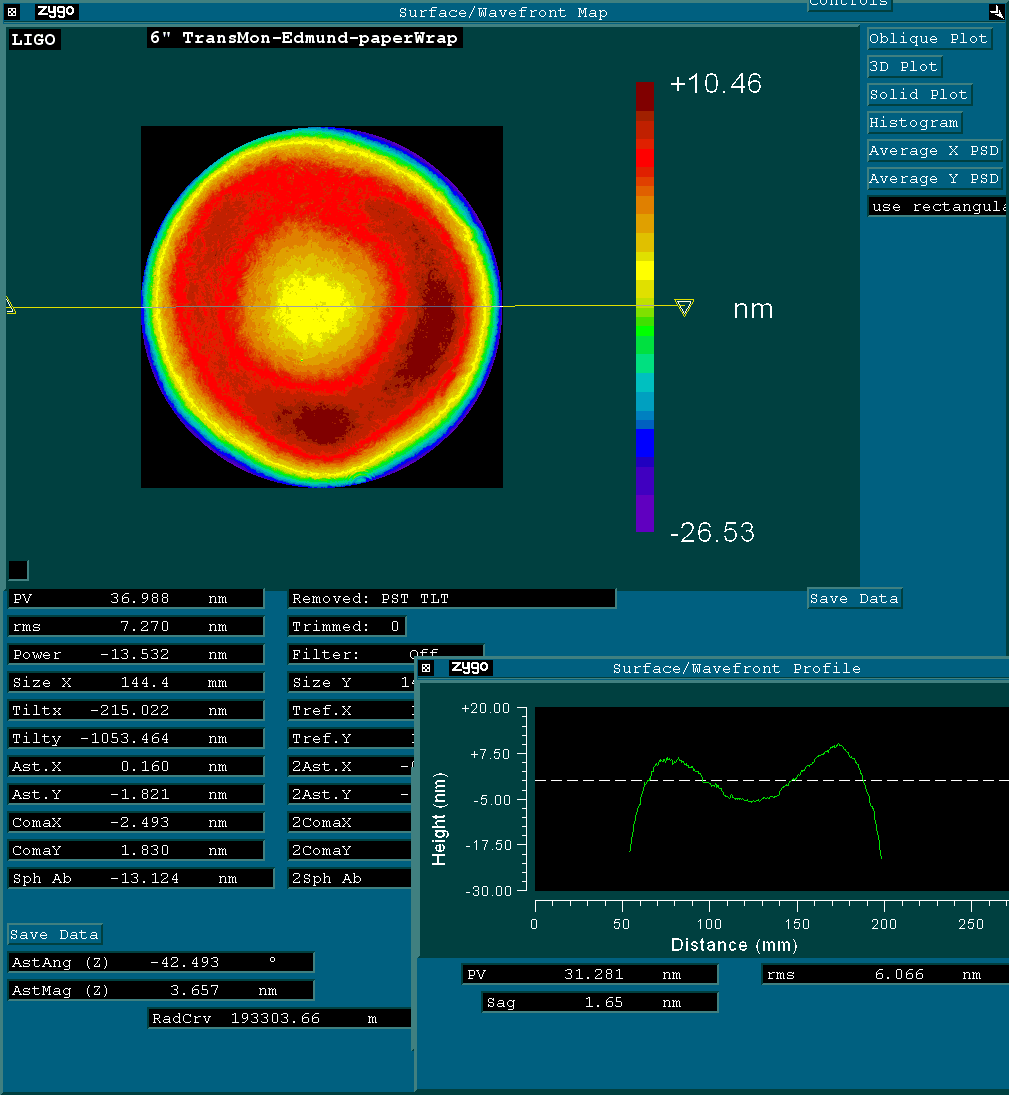 zygo Surface/Wavefront Map Controls
LIGO
6" TransMon-Edmund-paperWrap
Oblique Plot
3D Plot
Solid Plot
Histogram
Average X PSD
Average Y PSD
use rectangula
+10.46
nm
-26.53
PV 36.988 nm
rms 7.270 nm
Power -13.532 nm
Size X 144.4 mm
Tiltx -215.022 nm
Tilty -1053.464 nm
Ast.X 0.160 nm
Ast.Y -1.821 nm
ComaX -2.493 nm
ComaY 1.830 nm
Sph Ab -13.124 nm
Removed: PST TLT
Trimmed: 0
Filter: Off
Size Y
Tref.X
Tref.Y
2Ast.X
2Ast.Y
2ComaX
2ComaY
2Sph Ab
Save Data
Save Data
AstAng (Z) -42.493 °
AstMag (Z) 3.657 nm
RadCrv 193303.66 m
zygo Surface/Wavefront Profile
+20.00
+7.50
-5.00
-17.50
-30.00
Height (nm)
0 50 100 150 200 250
Distance (mm)
PV 31.281 nm
rms 6.066 nm
Sag 1.65 nm